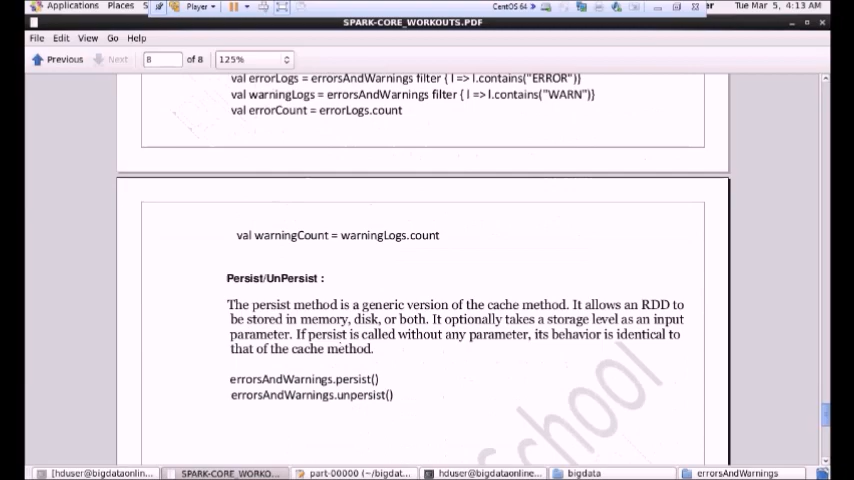 Applications Places S Player CentOS 64 er Tue Mar 5, 4:13 AM
SPARK-CORE_WORKOUTS.PDF
File Edit View Go Help
Previous Next 8 of 8 125%
val errorLogs = errorsAndWarnings filter { l => l.contains("ERROR")}
val warningLogs = errorsAndWarnings filter { l => l.contains("WARN")}
val errorCount = errorLogs.count
val warningCount = warningLogs.count
Persist/UnPersist :
The persist method is a generic version of the cache method. It allows an RDD to
be stored in memory, disk, or both. It optionally takes a storage level as an input
parameter. If persist is called without any parameter, its behavior is identical to
that of the cache method.
errorsAndWarnings.persist()
errorsAndWarnings.unpersist()
School
[hduser@bigdataonlin... SPARK-CORE_WORKO... part-00000 (~/bigdat... hduser@bigdataonline... bigdata errorsAndWarnings